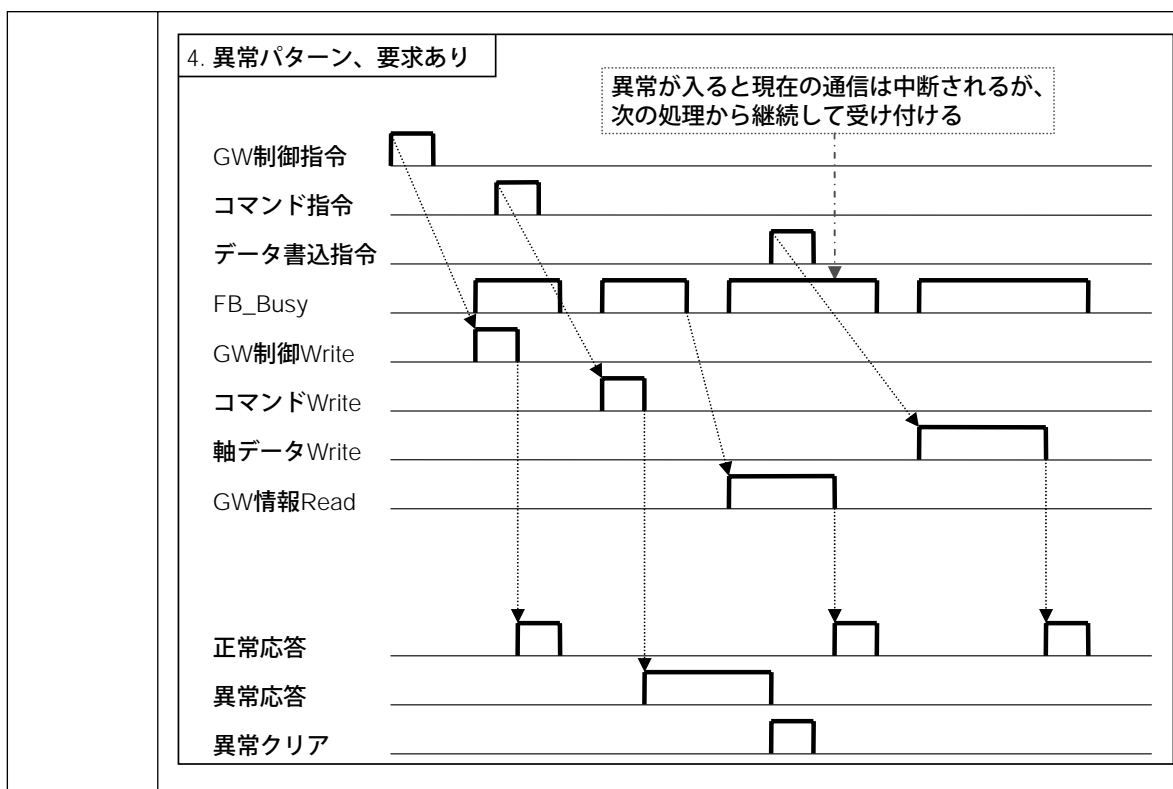 4. 異常パターン、要求あり
異常が入ると現在の通信は中断されるが、
次の処理から継続して受け付ける
GW制御指令
コマンド指令
データ書込指令
FB_Busy
GW制御Write
コマンドWrite
軸データWrite
GW情報Read
正常応答
異常応答
異常クリア